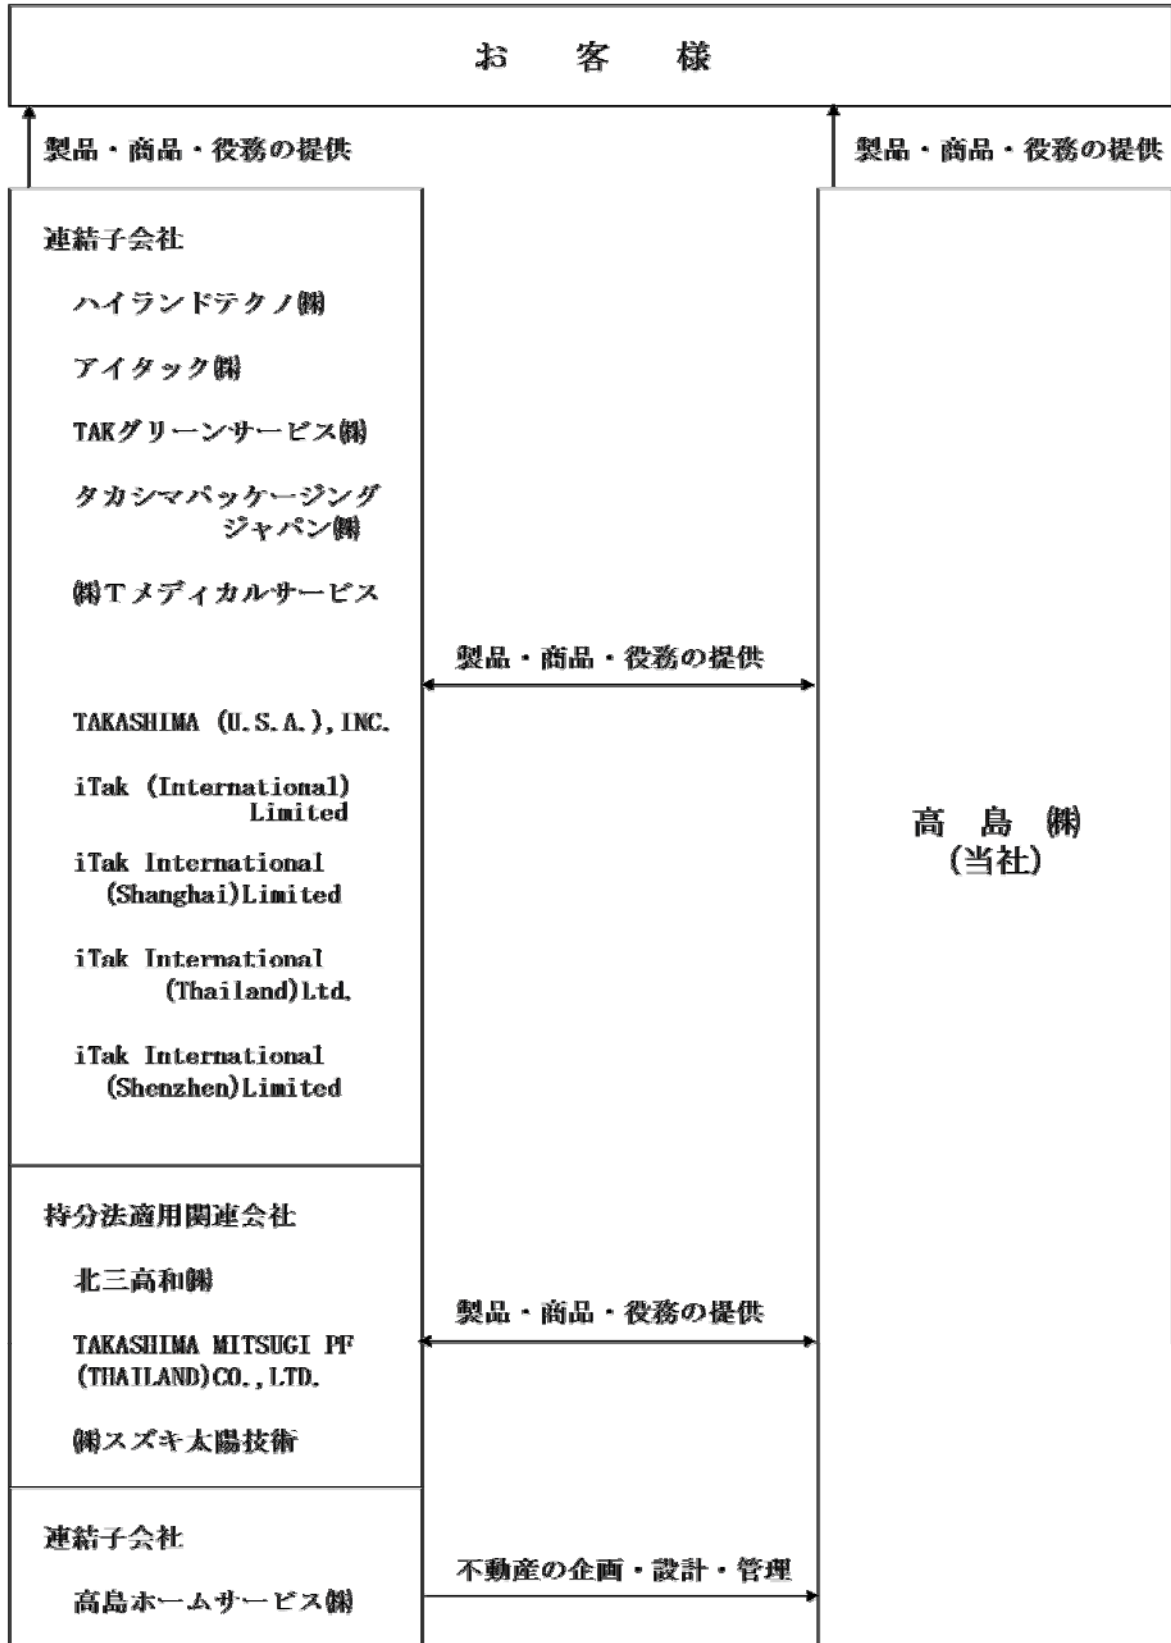 お 客 様
製品・商品・役務の提供
製品・商品・役務の提供
連結子会社
ハイランドテクノ㈱
アイタック㈱
TAKグリーンサービス㈱
タカシマパッケージング
ジャパン㈱
㈱Tメディカルサービス
製品・商品・役務の提供
TAKASHIMA (U.S.A.),INC.
iTak (International)
Limited
iTak International
(Shanghai)Limited
iTak International
(Thailand)Ltd.
iTak International
(Shenzhen)Limited
高 島 ㈱
(当社)
持分法適用関連会社
北三高和㈱
TAKASHIMA MITSUGI PF
(THAILAND)CO.,LTD.
㈱スズキ太陽技術
製品・商品・役務の提供
連結子会社
高島ホームサービス㈱
不動産の企画・設計・管理